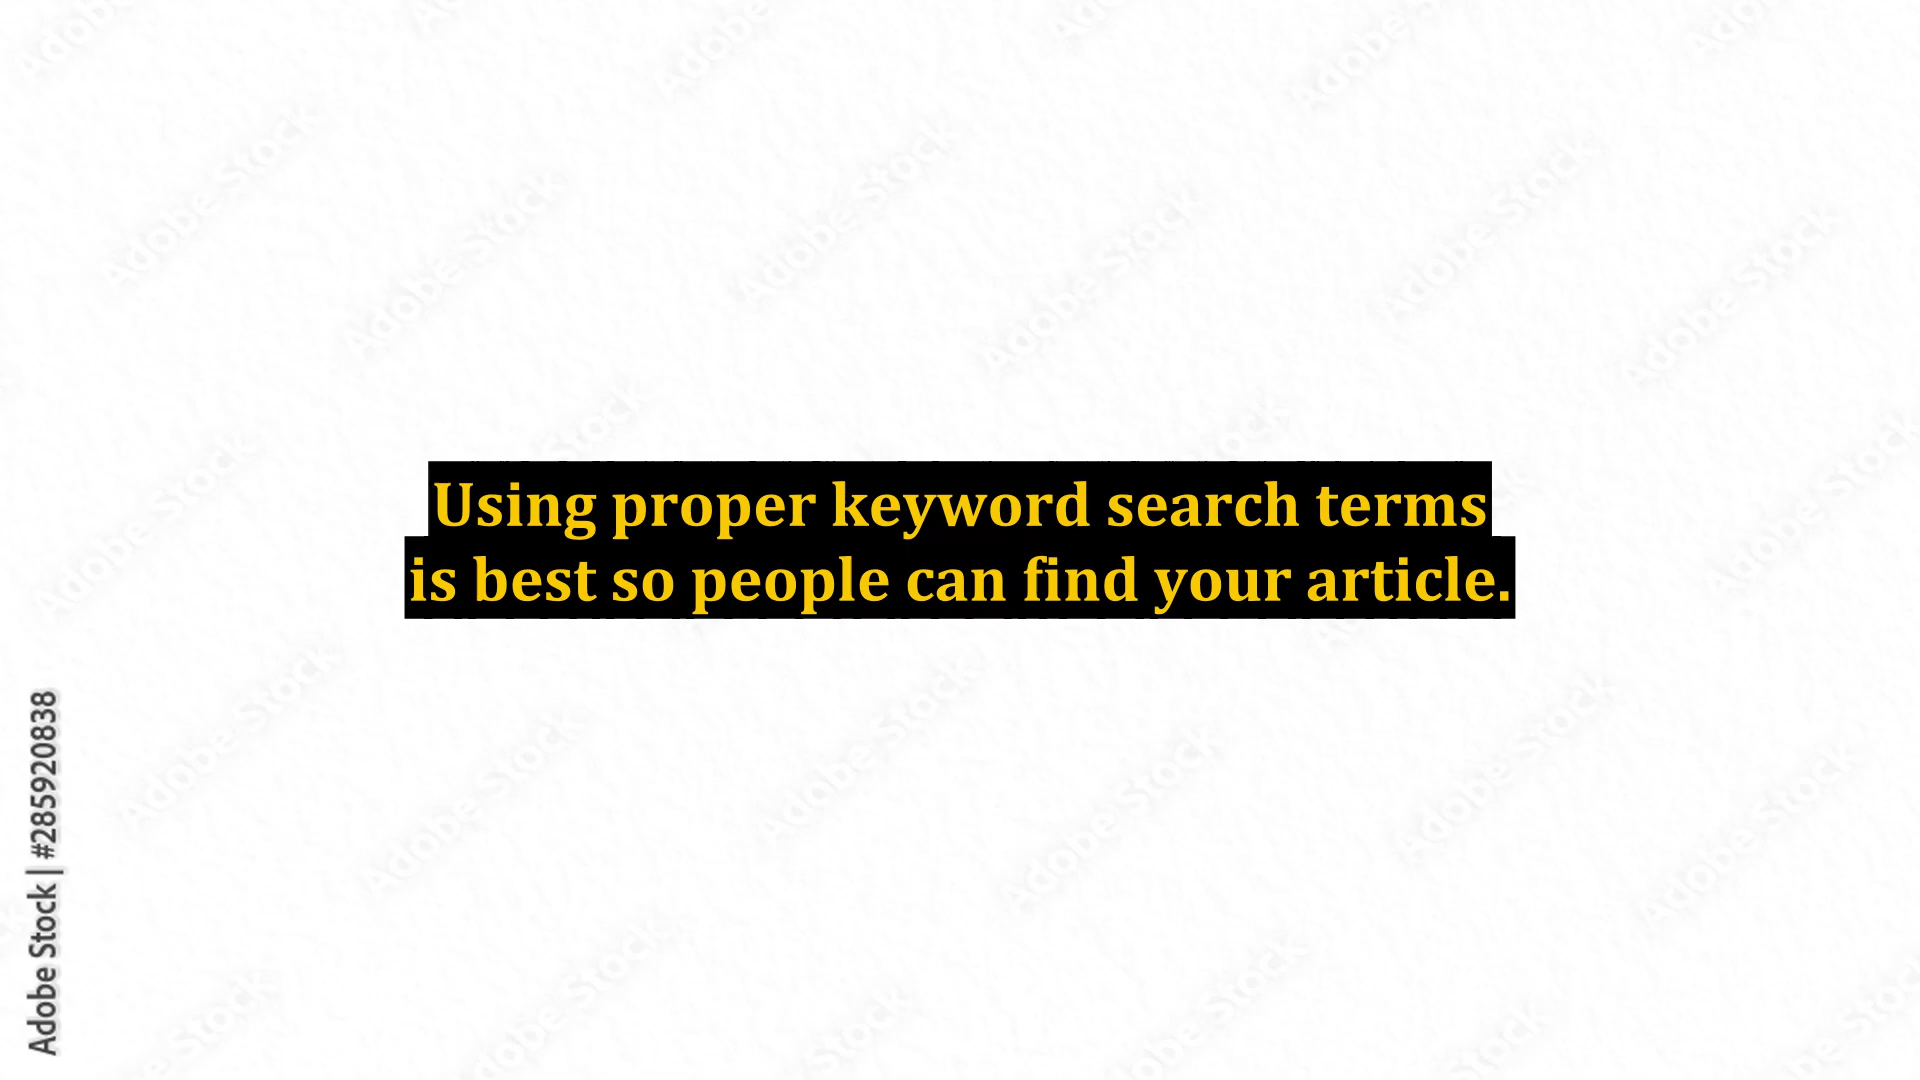 Using proper keyword search terms
is best so people can find your article.
Adobe Stock | #285920838